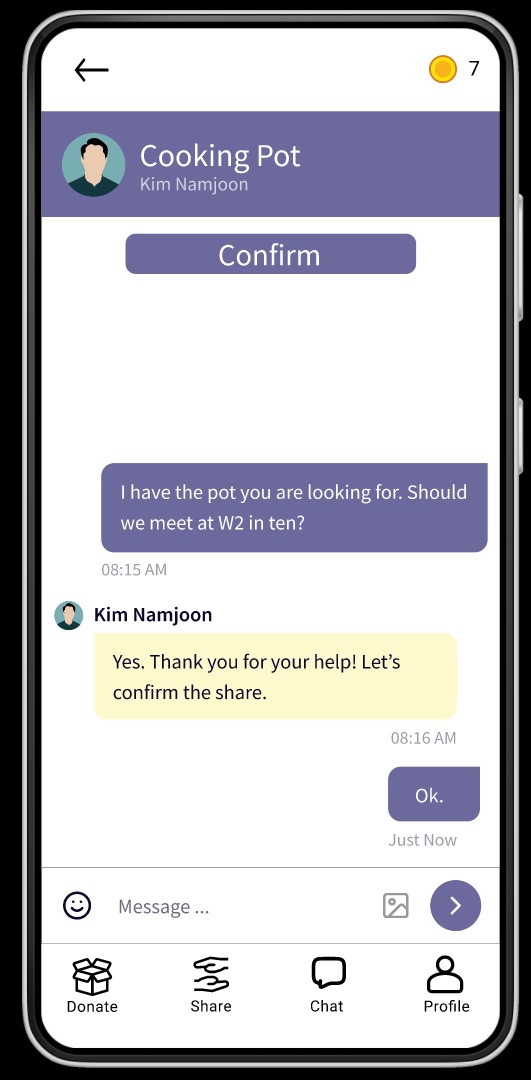 7
Cooking Pot
Kim Namjoon
Confirm
I have the pot you are looking for. Should
we meet at W2 in ten?
08:15 AM
Kim Namjoon
Yes. Thank you for your help! Let’s
confirm the share.
08:16 AM
Ok.
Just Now
Message ...
Donate Share Chat Profile